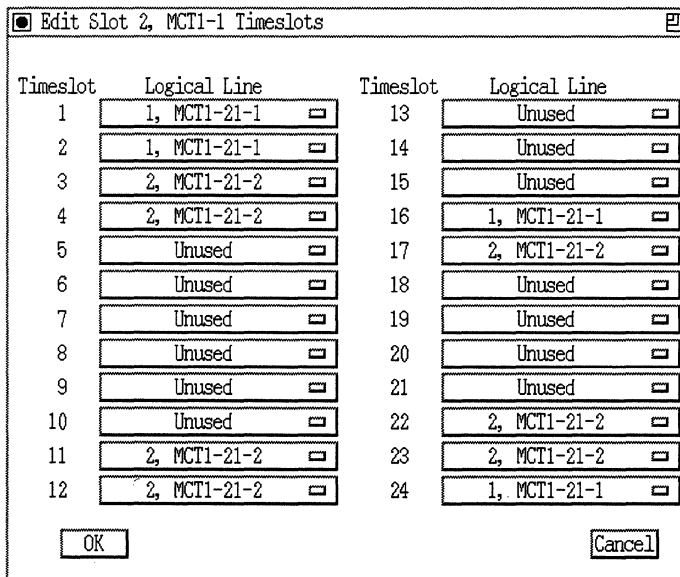 Edit Slot 2, MCT1-1 Timeslots
Timeslot Logical Line Timeslot Logical Line
1 1, MCT1-21-1 13 Unused
2 1, MCT1-21-1 14 Unused
3 2, MCT1-21-2 15 Unused
4 2, MCT1-21-2 16 1, MCT1-21-1
5 Unused 17 2, MCT1-21-2
6 Unused 18 Unused
7 Unused 19 Unused
8 Unused 20 Unused
9 Unused 21 Unused
10 Unused 22 2, MCT1-21-2
11 2, MCT1-21-2 23 2, MCT1-21-2
12 2, MCT1-21-2 24 1, MCT1-21-1
OK Cancel